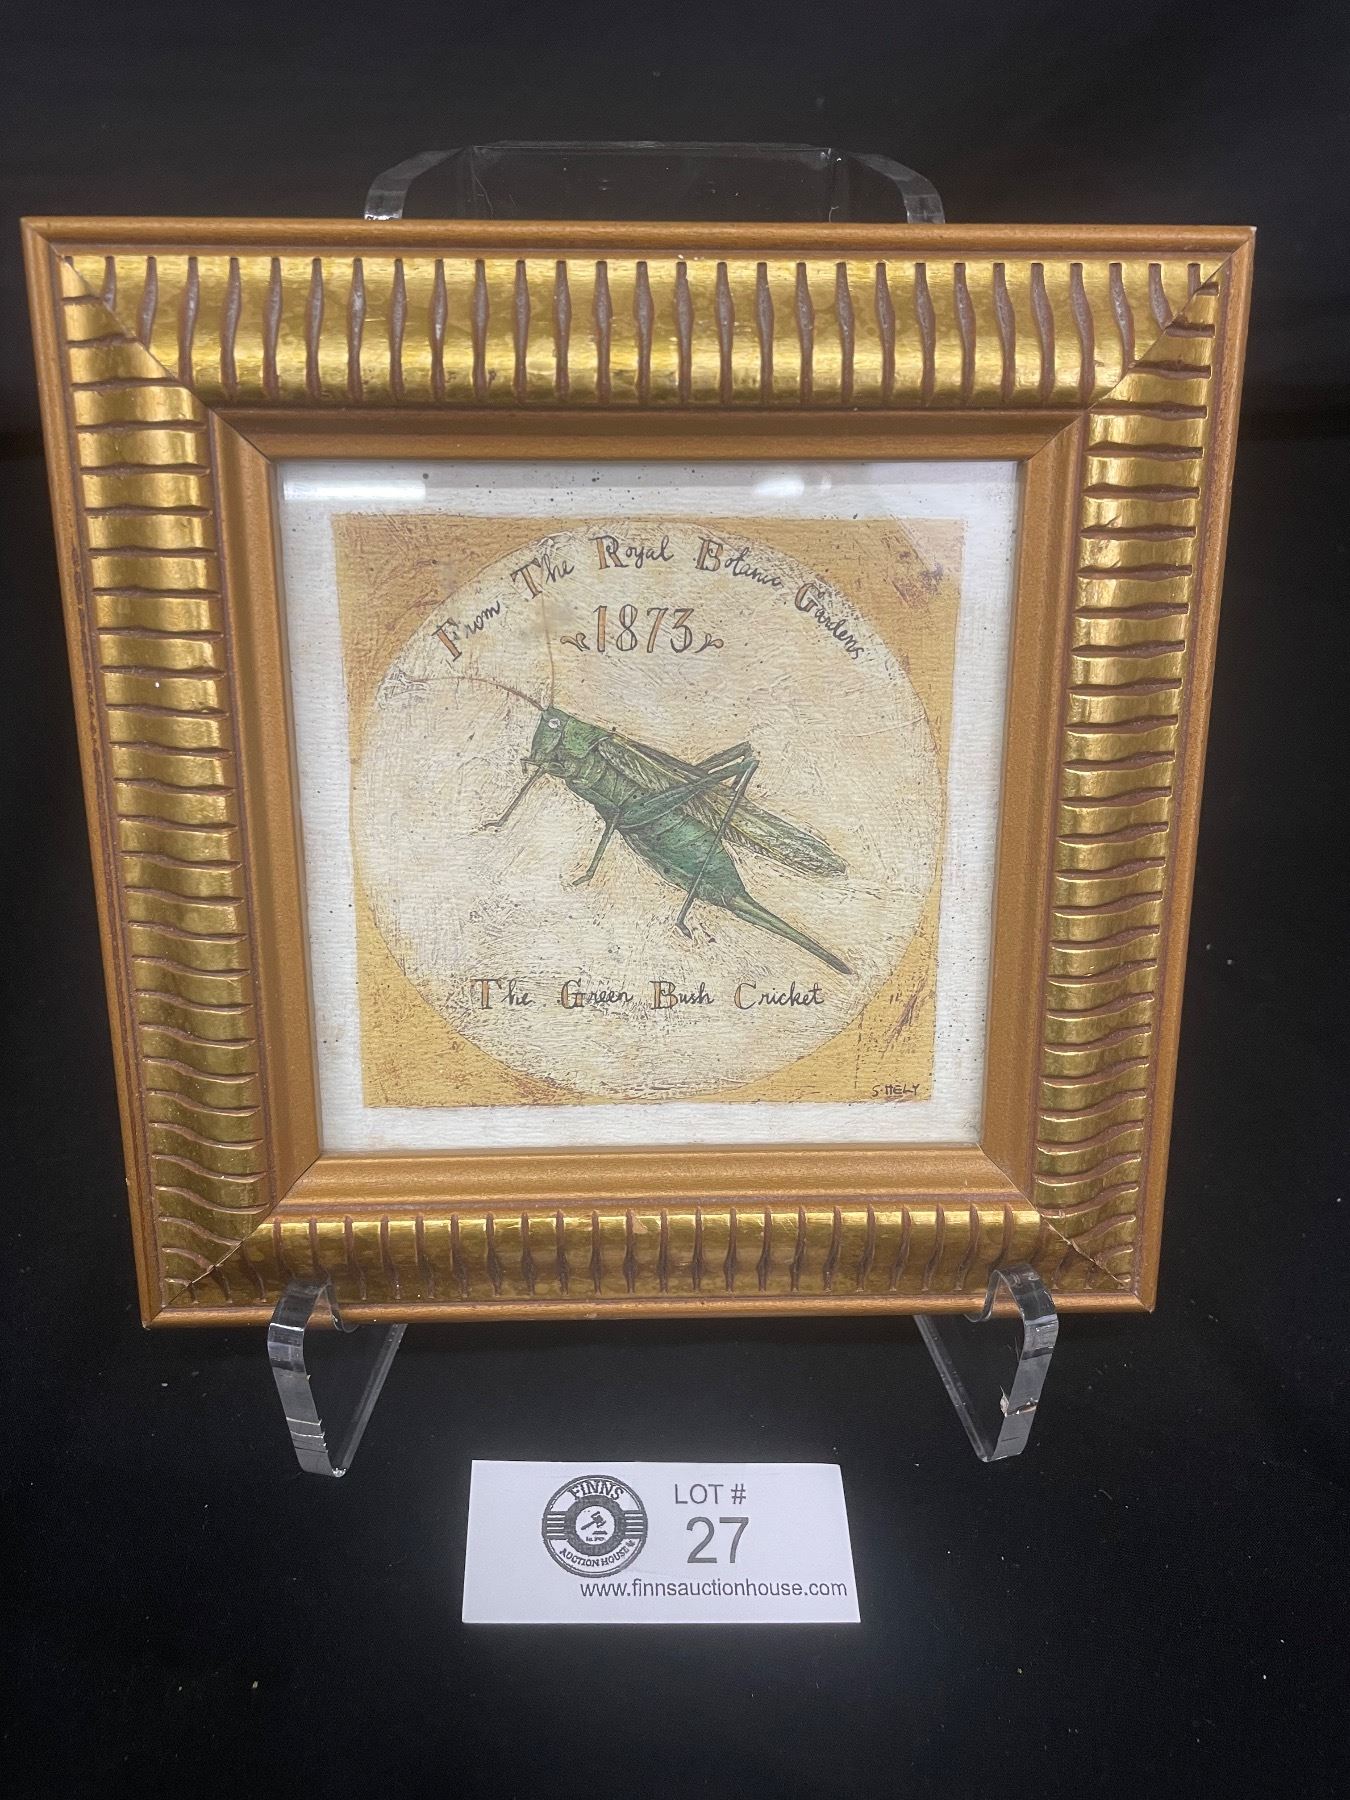 From The Royal Botanic Gardens
1873
The Green Bush Cricket
S. HELY
FINNS
AUCTION HOUSE
LOT #
27
www.finnsauctionhouse.com